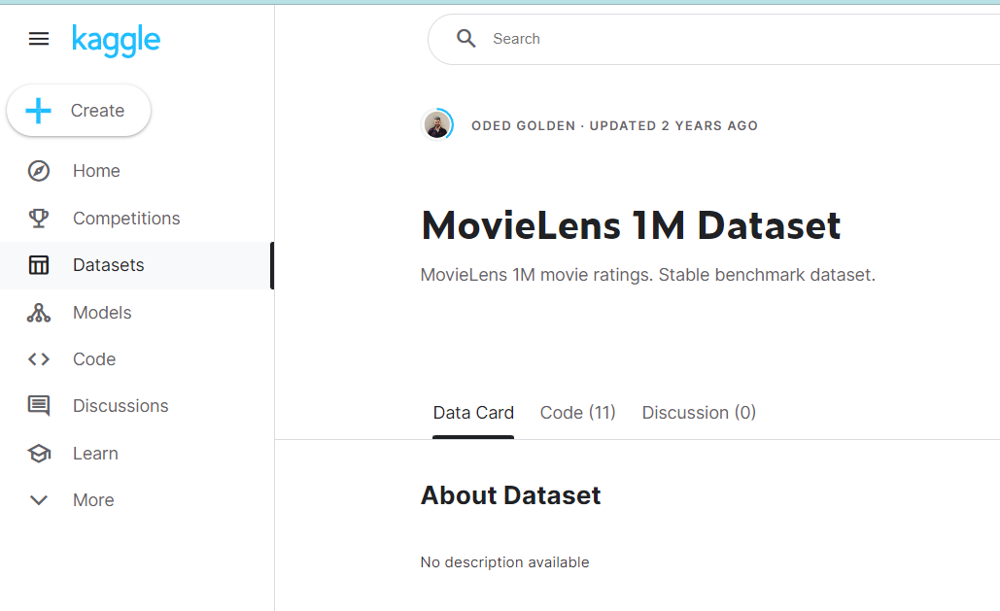 kaggle
Search
Create
ODED GOLDEN · UPDATED 2 YEARS AGO
Home
Competitions
MovieLens 1M Dataset
Datasets
MovieLens 1M movie ratings. Stable benchmark dataset.
Models
Code
Discussions
Data Card Code (11) Discussion (0)
Learn
More
About Dataset
No description available